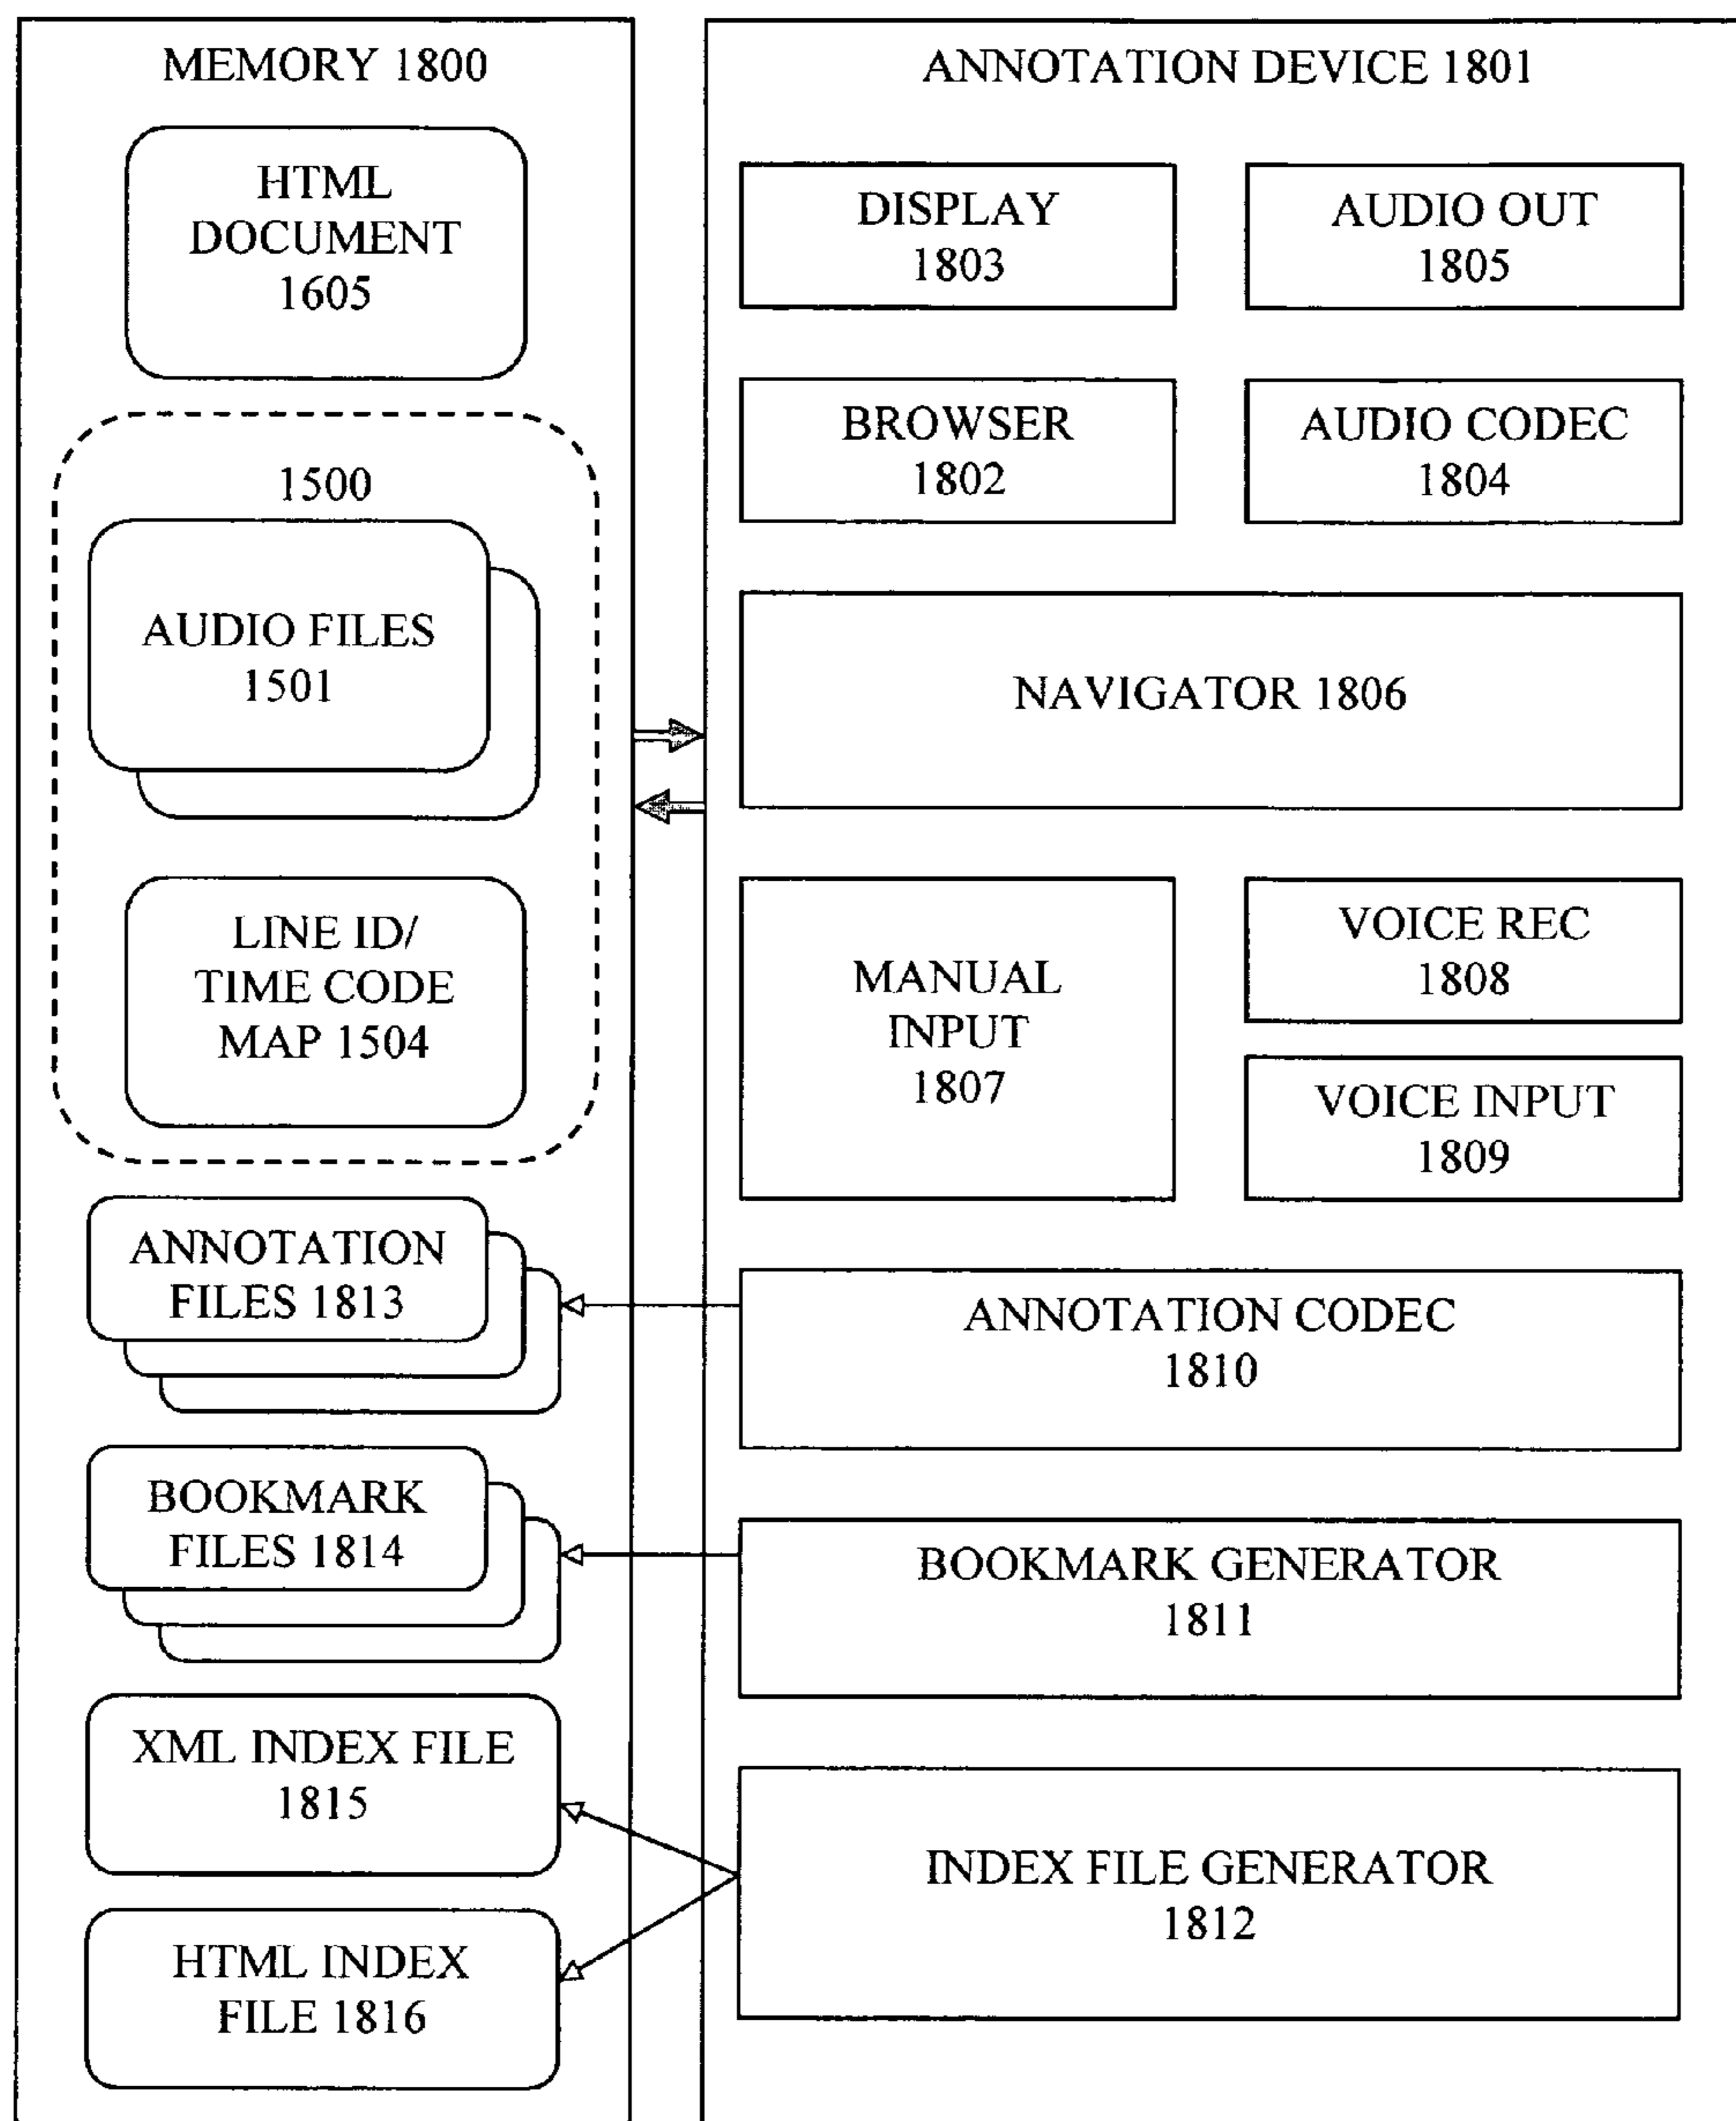 MEMORY 1800
HTML
DOCUMENT
1605
1500
AUDIO FILES
1501
LINE ID/
TIME CODE
MAP 1504
ANNOTATION
FILES 1813
BOOKMARK
FILES 1814
XML INDEX FILE
1815
HTML INDEX
FILE 1816
ANNOTATION DEVICE 1801
DISPLAY
1803
AUDIO OUT
1805
BROWSER
1802
AUDIO CODEC
1804
NAVIGATOR 1806
MANUAL
INPUT
1807
VOICE REC
1808
VOICE INPUT
1809
ANNOTATION CODEC
1810
BOOKMARK GENERATOR
1811
INDEX FILE GENERATOR
1812